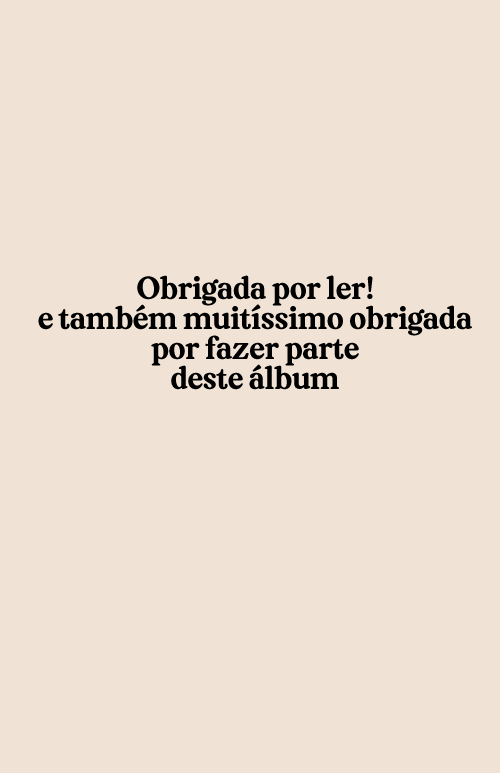 Obrigada por ler!
e também muitíssimo obrigada
por fazer parte
deste álbum